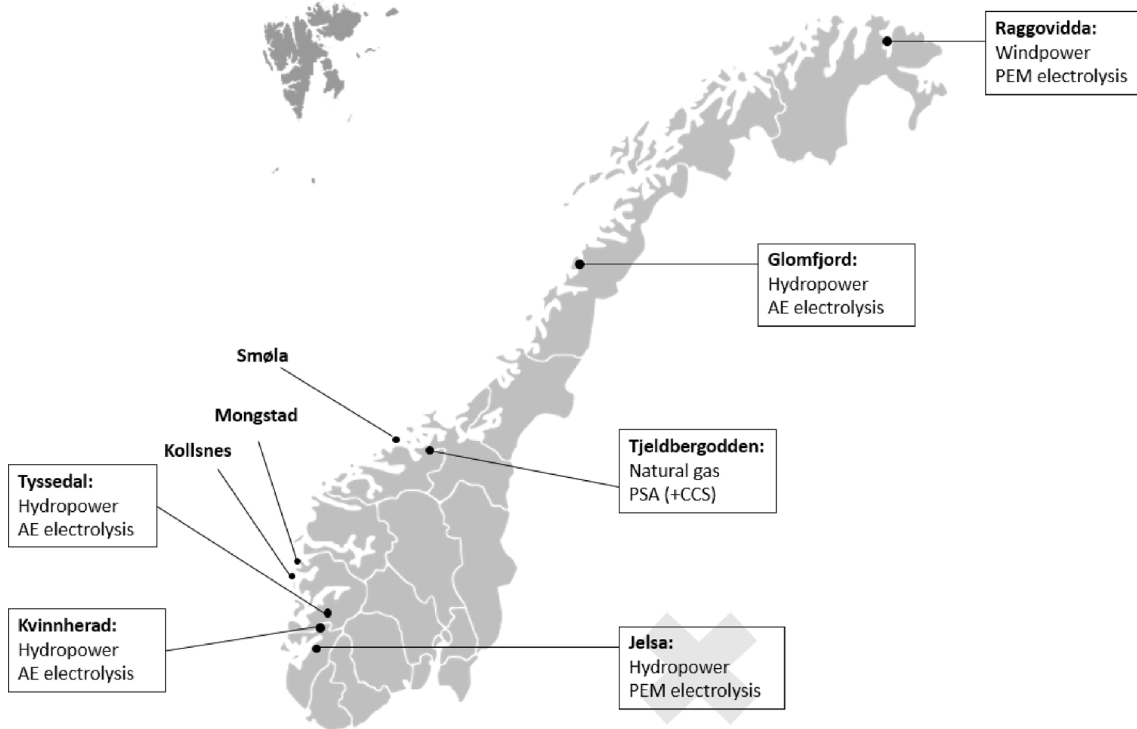 Raggovidda:
Windpower
PEM electrolysis
Glomfjord:
Hydropower
AE electrolysis
Smøla
Mongstad
Kollsnes
Tjeldbergodden:
Natural gas
PSA (+CCS)
Tyssedal:
Hydropower
AE electrolysis
Kvinnherad:
Hydropower
AE electrolysis
Jelsa:
Hydropower
PEM electrolysis